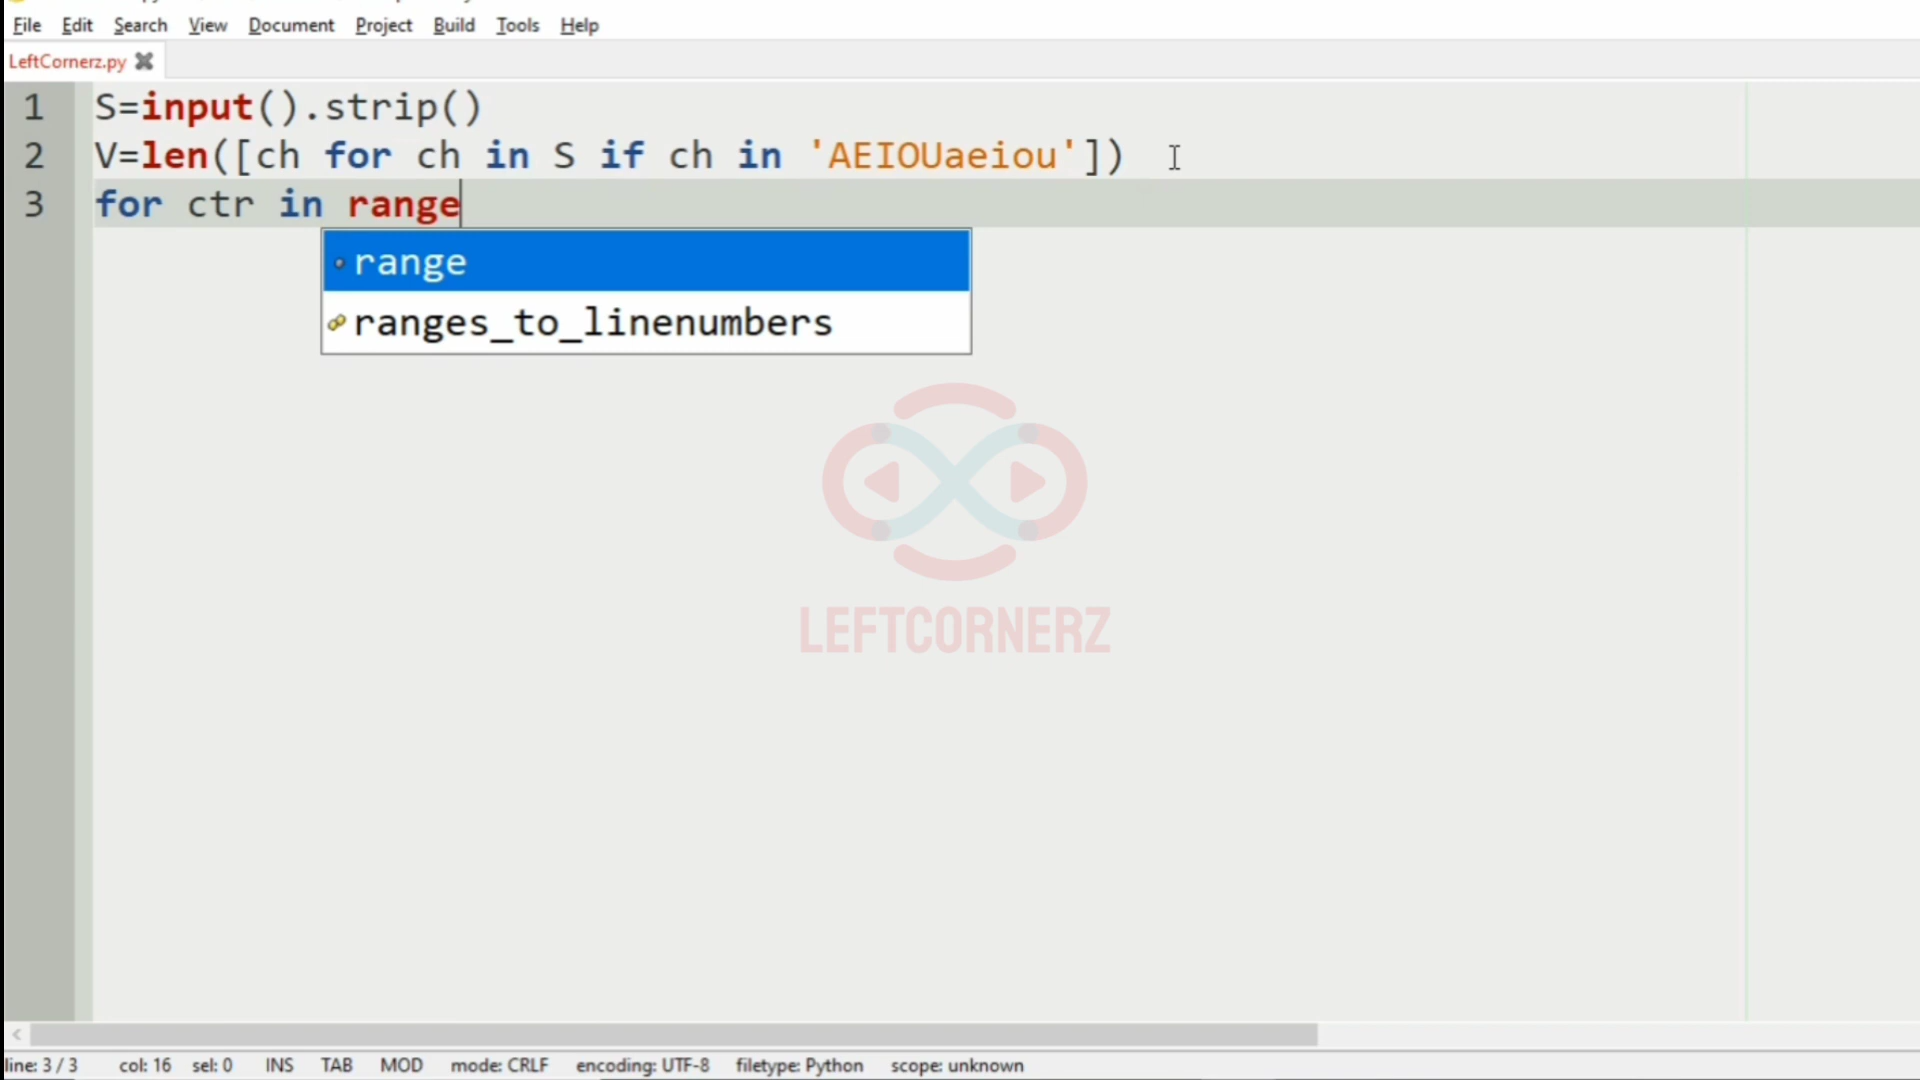 File Edit Search View Document Project Build Tools Help
LeftCornerz.py
1 S=input().strip()
2 V=len([ch for ch in S if ch in 'AEIOUaeiou'])
3 for ctr in range
range
ranges_to_linenumbers
LEFTCORNERZ
line: 3 / 3 col: 16 sel: 0 INS TAB MOD mode: CRLF encoding: UTF-8 filetype: Python scope: unknown